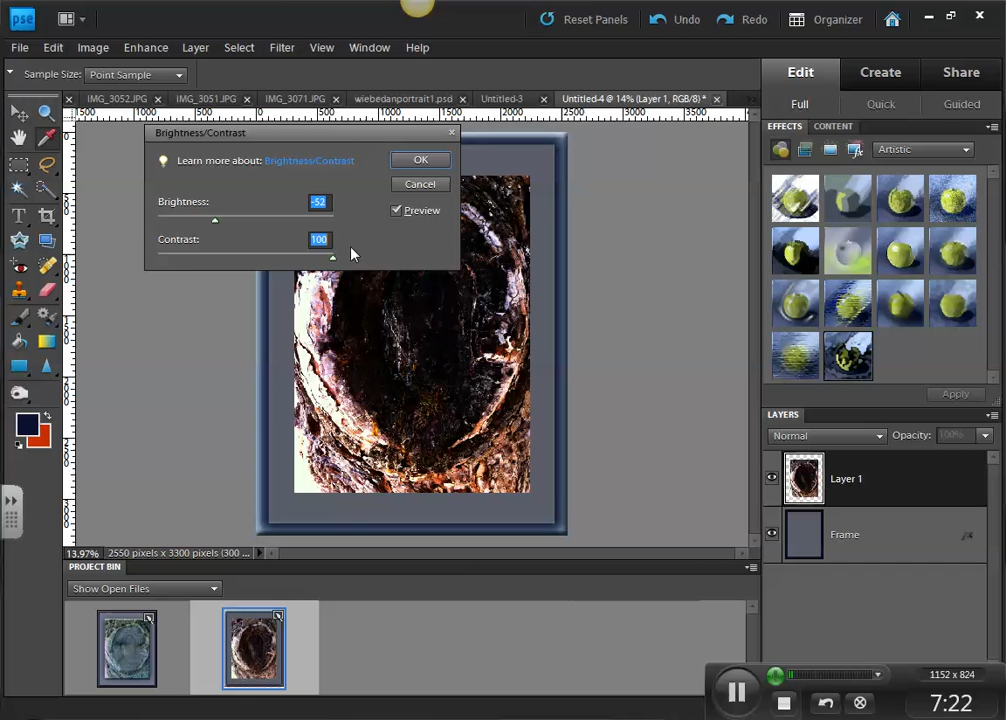 pse
Reset Panels
Undo
Redo
Organizer
File Edit Image Enhance Layer Select Filter View Window Help
Sample Size: Point Sample
Edit Create Share
IMG_3052.JPG IMG_3051.JPG IMG_3071.JPG wiebedanportrait1.psd Untitled-3 Untitled-4 @ 14% (Layer 1, RGB/8) *
Full Quick Guided
EFFECTS CONTENT
Artistic
Brightness/Contrast
Learn more about: Brightness/Contrast
OK
Cancel
Brightness: -52
Preview
Contrast: 100
Apply
LAYERS
Normal Opacity: 100%
Layer 1
Frame
13.97% 2550 pixels x 3300 pixels (300 ...
PROJECT BIN
Show Open Files
1152 x 824
7:22